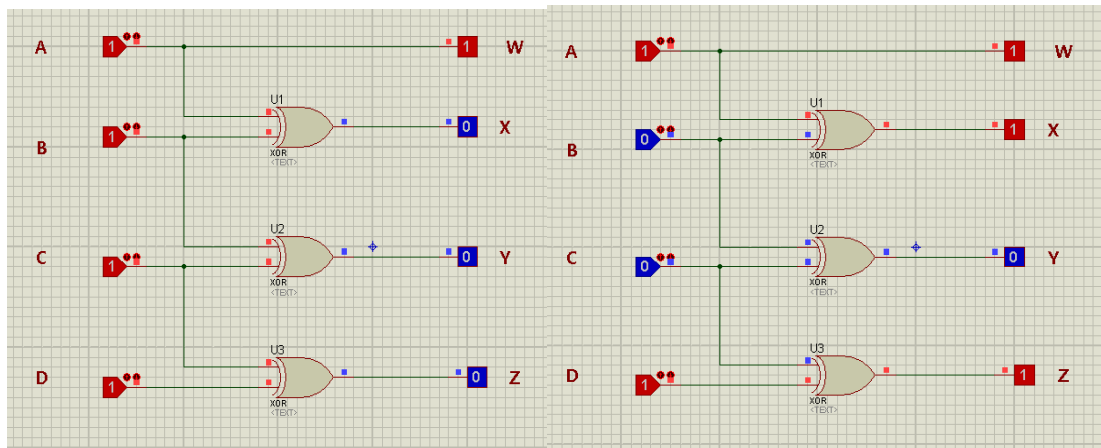 A 1 1 W
U1
1 0 X
B
XOR
<TEXT>
U2
C 1 0 Y
XOR
<TEXT>
U3
D 1 0 Z
XOR
<TEXT>
A 1 1 W
U1
0 1 X
B
XOR
<TEXT>
U2
C 0 0 Y
XOR
<TEXT>
U3
D 1 1 Z
XOR
<TEXT>